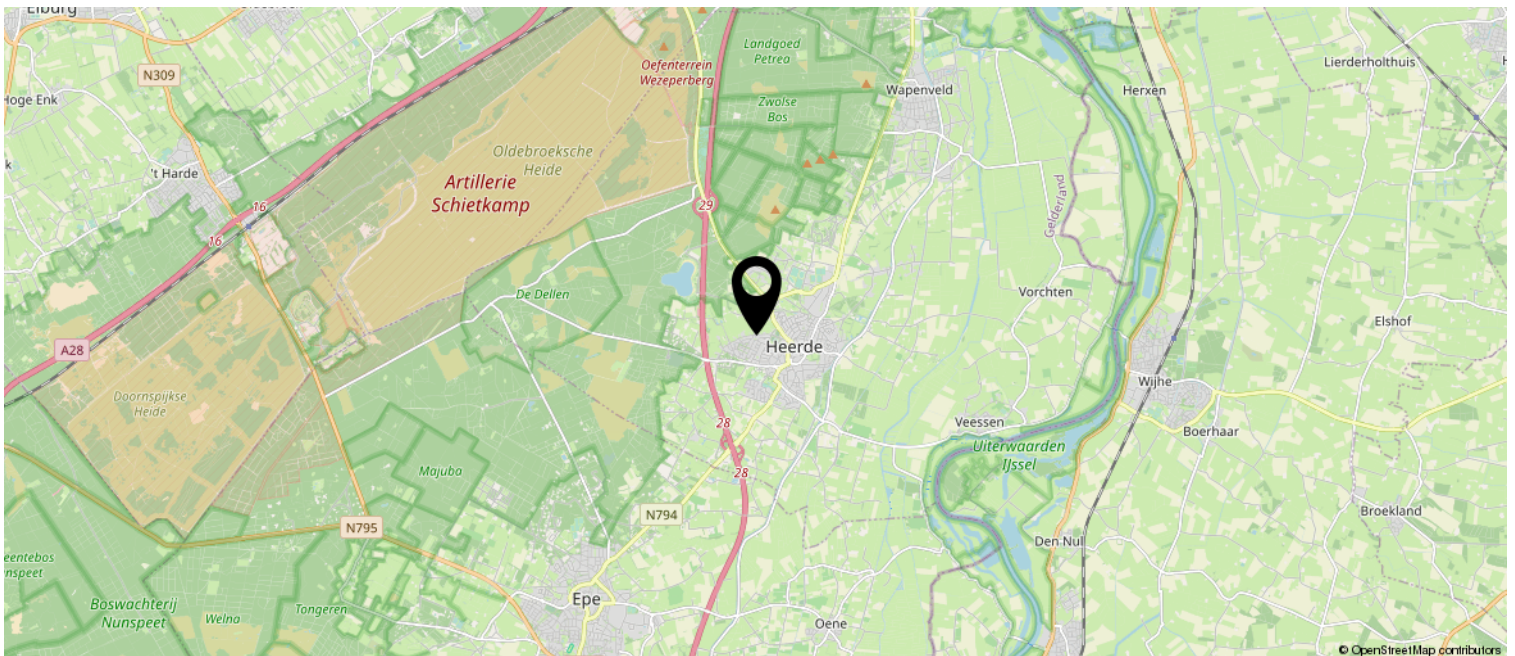 Elburg
N309
Hoge Enk
't Harde
Oefenterrein
Wezeperberg
Landgoed
Petrea
Zwolse
Bos
Wapenveld
Herxen
Lierderholthuis
Oldebroeksche
Heide
Artillerie
Schietkamp
16
16
29
Gelderland
De Dellen
Vorchten
Elshof
A28
Heerde
Doornspijkse
Heide
Wijhe
28
Veessen
Boerhaar
Uiterwaarden
IJssel
Majuba
28
N794
N795
Broekland
Den Nul
Boswachterij
Nunspeet
Welna
Tongeren
Epe
Oene
© OpenStreetMap contributors